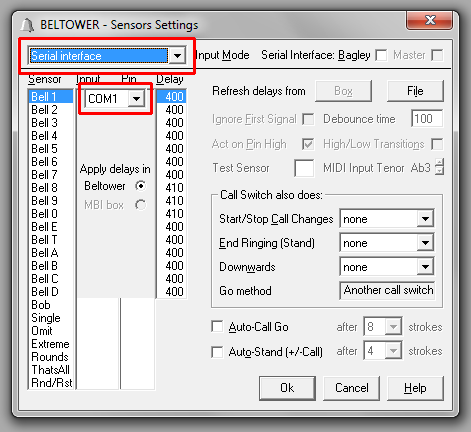 BELTOWER - Sensors Settings
Serial interface Input Mode Serial Interface: Bagley Master
Sensor Input Pin Delay
Bell 1 COM1 400
Bell 2 400
Bell 3 400
Bell 4 400
Bell 5 400
Bell 6 400
Bell 7 400
Bell 8 410
Bell 9 410
Bell 0 410
Bell E 400
Bell T 400
Bell A 400
Bell B 400
Bell C 400
Bell D 400
Bob
Single
Omit
Extreme
Rounds
ThatsAll
Rnd/Rst
Apply delays in
Beltower
MBI box
Refresh delays from Box File
Ignore First Signal Debounce time 100
Act on Pin High High/Low Transitions
Test Sensor MIDI Input Tenor Ab3
Call Switch also does:
Start/Stop Call Changes none
End Ringing (Stand) none
Downwards none
Go method Another call switch
Auto-Call Go after 8 strokes
Auto-Stand (+/-Call) after 4 strokes
Ok Cancel Help